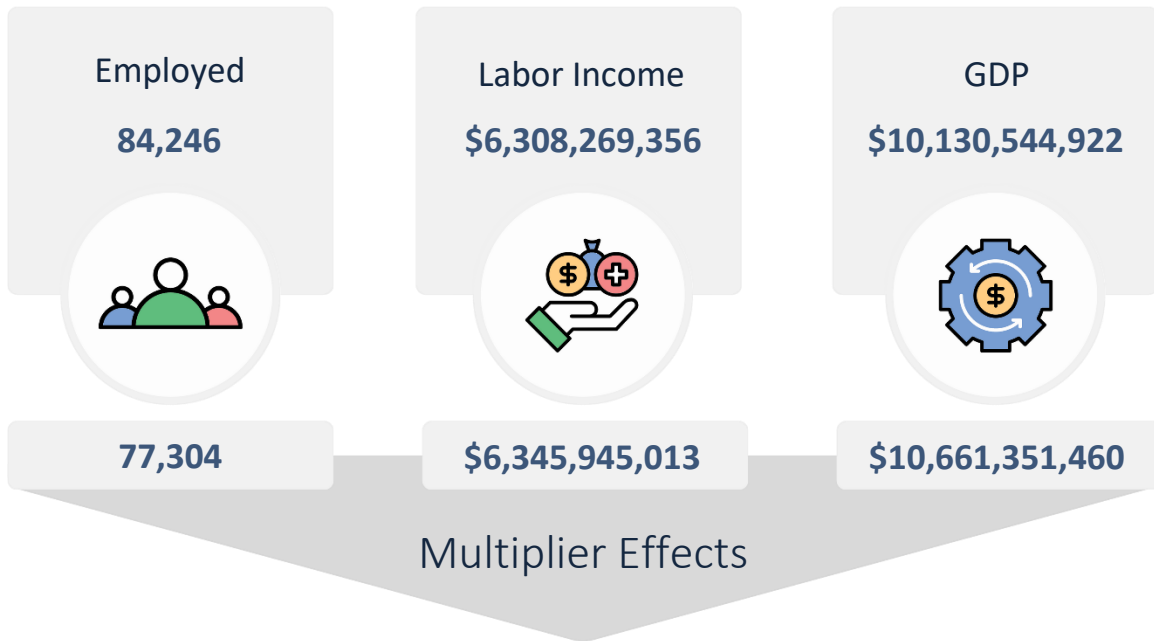 Employed
84,246
Labor Income
$6,308,269,356
GDP
$10,130,544,922
$
$
77,304
$6,345,945,013
$10,661,351,460
Multiplier Effects